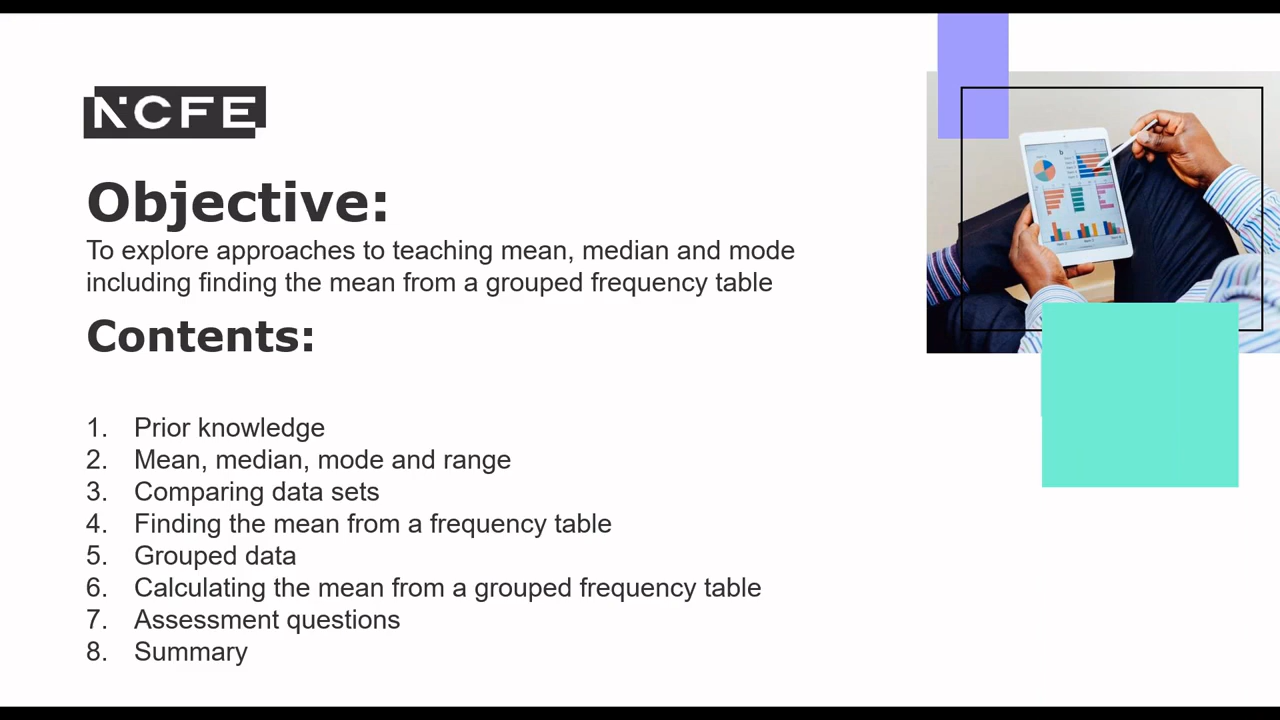 NCFE
Objective:
To explore approaches to teaching mean, median and mode
including finding the mean from a grouped frequency table
Contents:
1. Prior knowledge
2. Mean, median, mode and range
3. Comparing data sets
4. Finding the mean from a frequency table
5. Grouped data
6. Calculating the mean from a grouped frequency table
7. Assessment questions
8. Summary